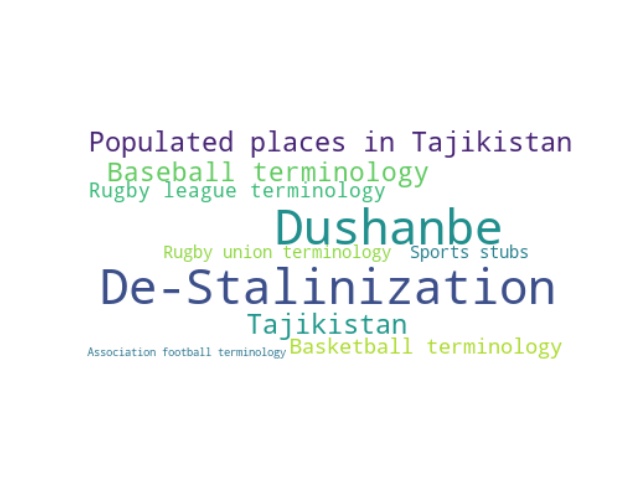 Populated places in Tajikistan
Baseball terminology
Rugby league terminology
Dushanbe
Rugby union terminology
Sports stubs
De-Stalinization
Tajikistan
Basketball terminology
Association football terminology